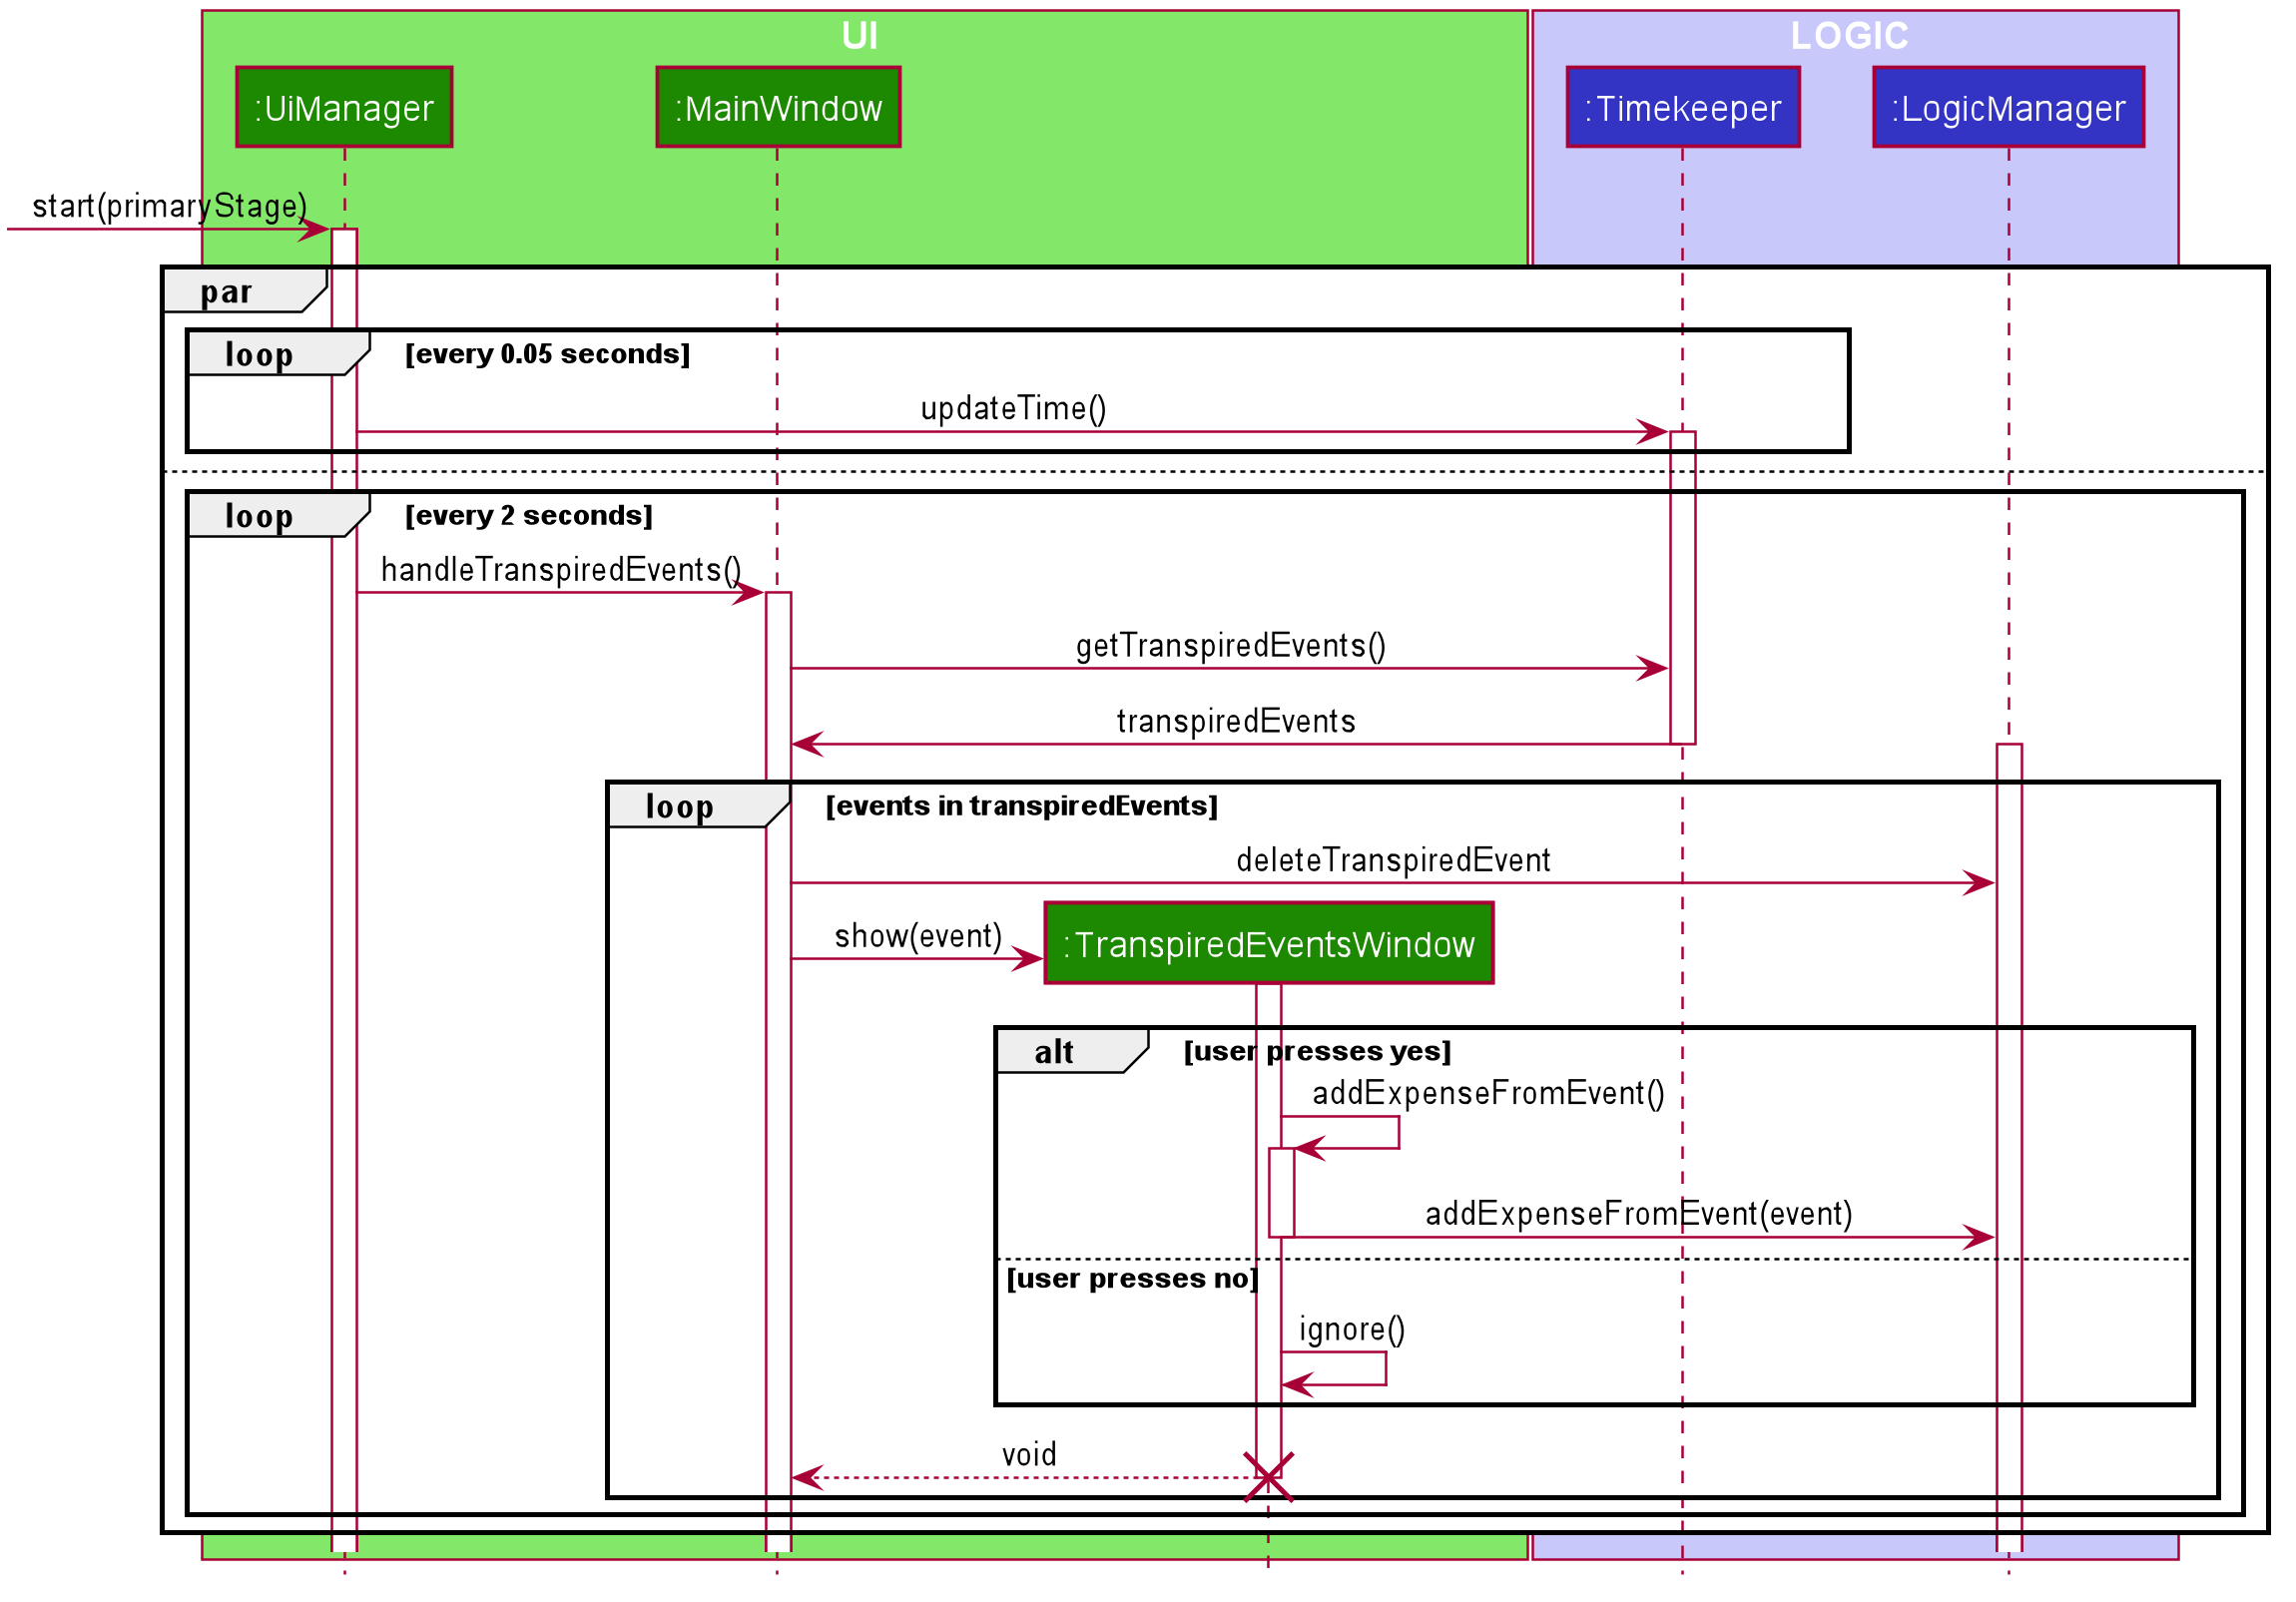 UI
LOGIC
:UiManager
:MainWindow
:Timekeeper
:LogicManager
start(primaryStage)
par
loop
[every 0.05 seconds]
updateTime()
loop
[every 2 seconds]
handleTranspiredEvents()
getTranspiredEvents()
transpiredEvents
loop
[events in transpiredEvents]
deleteTranspiredEvent
show(event)
:TranspiredEventsWindow
alt
[user presses yes]
addExpenseFromEvent()
addExpenseFromEvent(event)
[user presses no]
ignore()
void